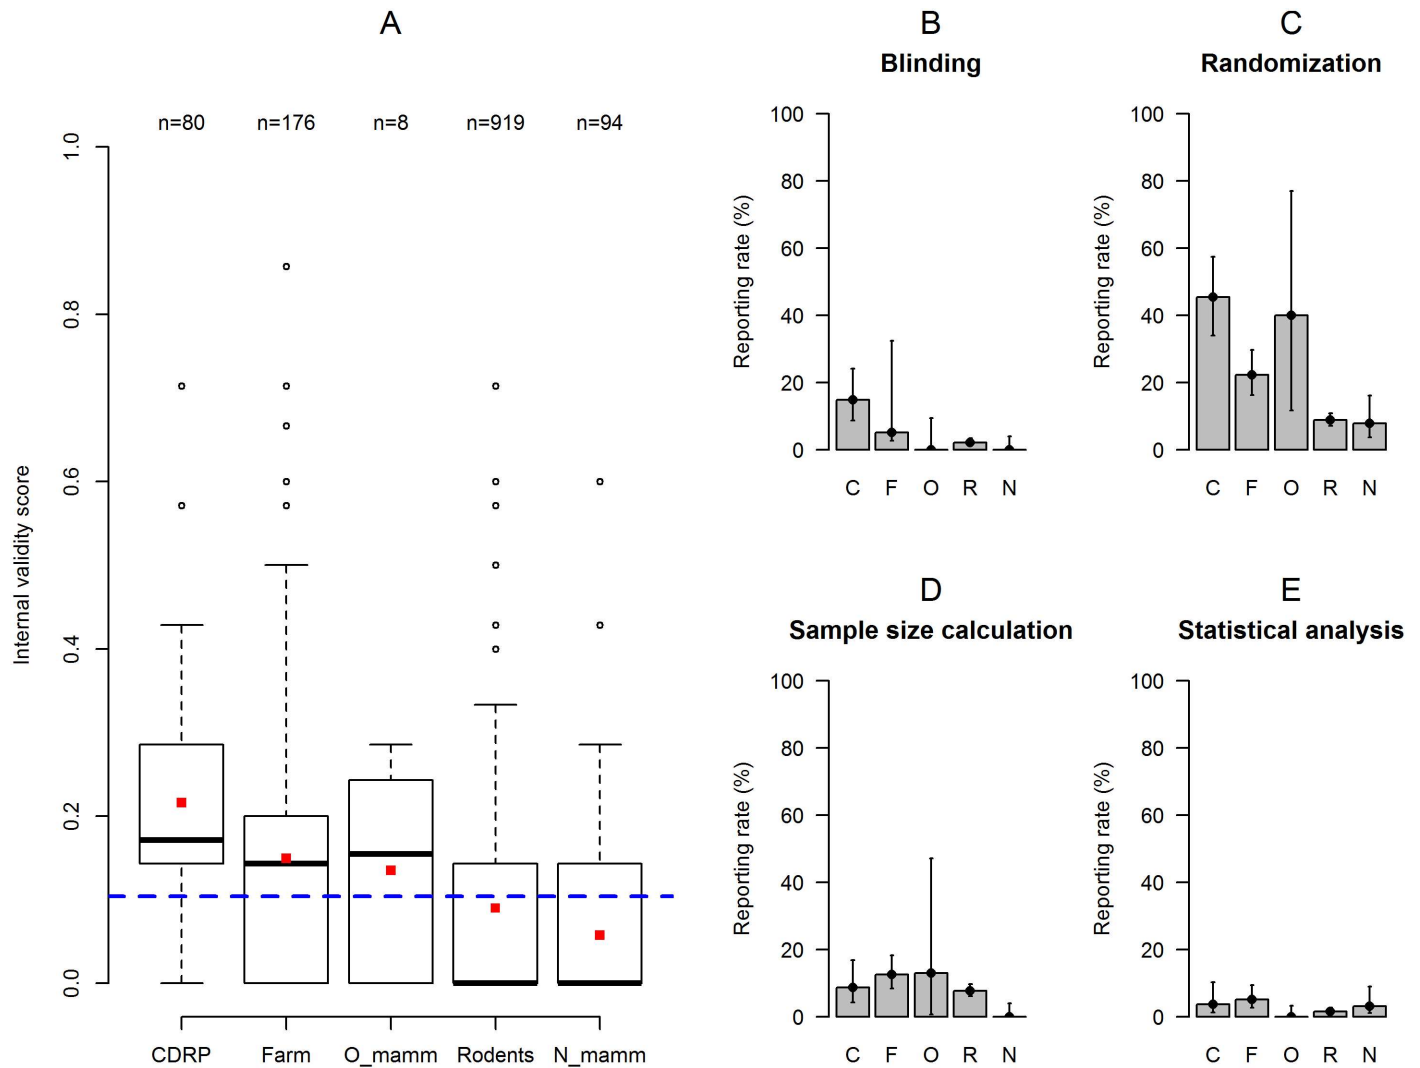 A
n=80 n=176 n=8 n=919 n=94
Internal validity score
1.0
0.8
0.6
0.4
0.2
0.0
CDRP Farm O_mamm Rodents N_mamm
B
Blinding
Reporting rate (%)
100
80
60
40
20
0
C F O R N
C
Randomization
Reporting rate (%)
100
80
60
40
20
0
C F O R N
D
Sample size calculation
Reporting rate (%)
100
80
60
40
20
0
C F O R N
E
Statistical analysis
Reporting rate (%)
100
80
60
40
20
0
C F O R N